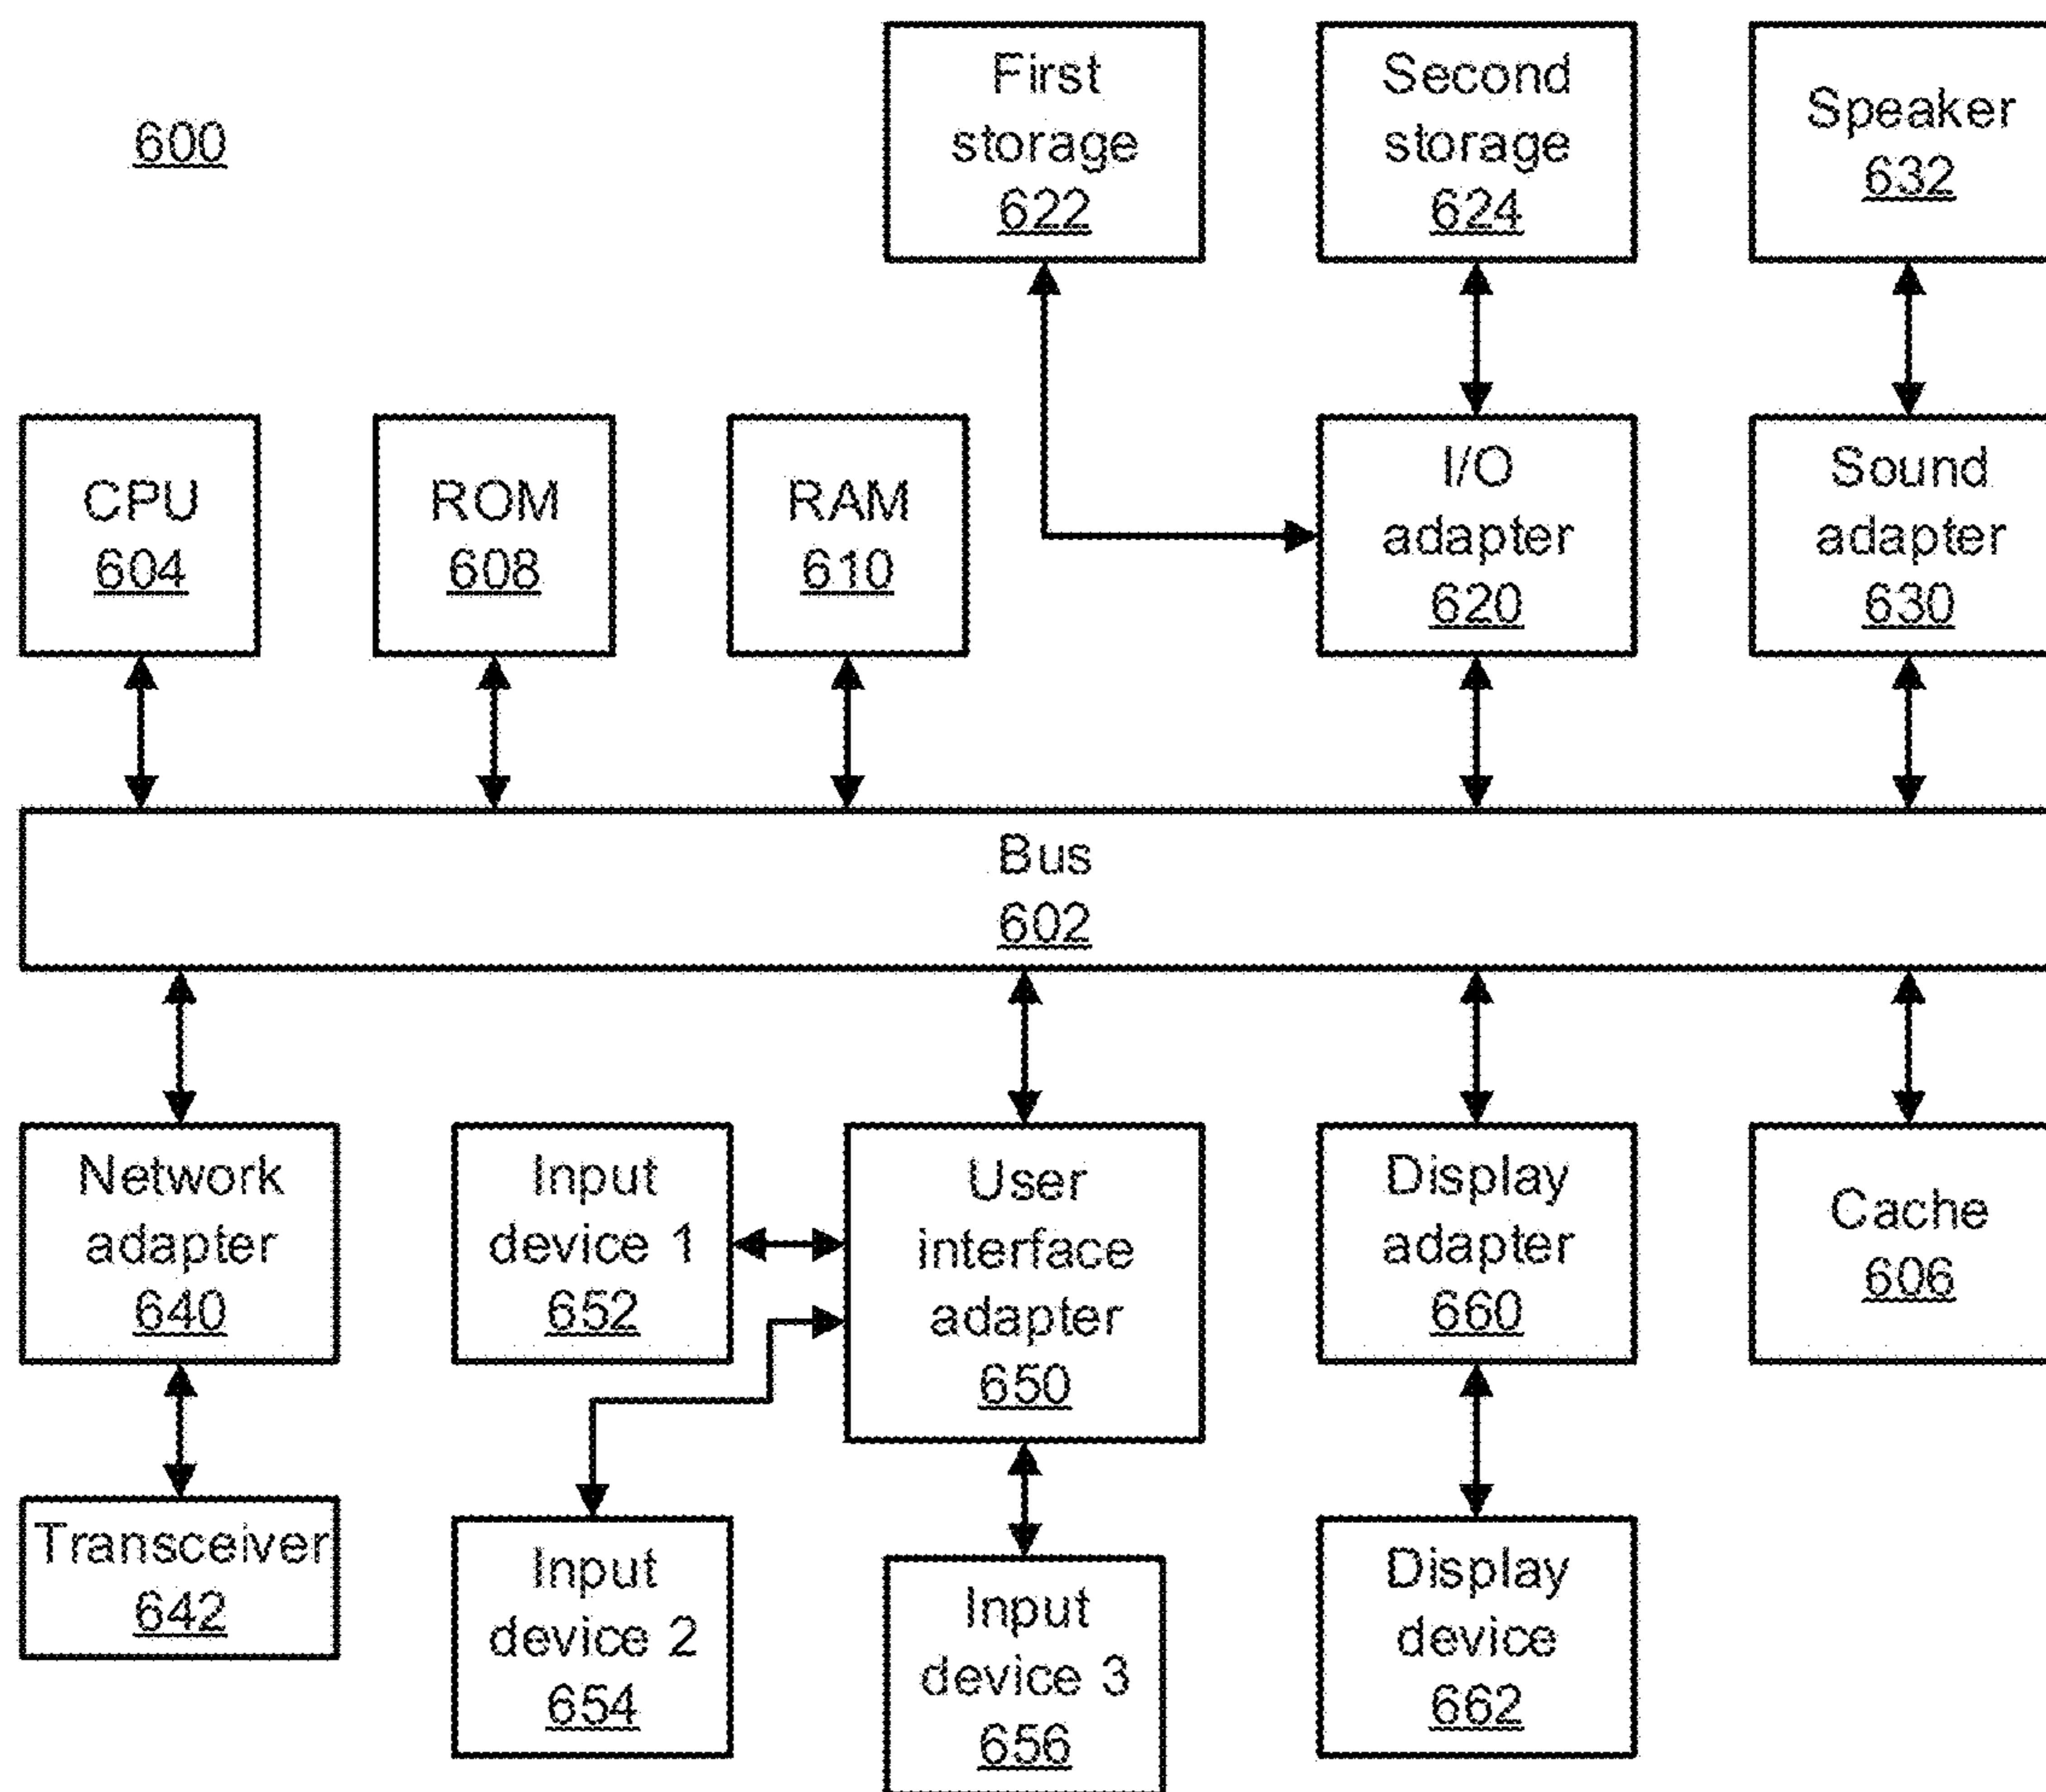 600
First
storage
622
Second
storage
624
Speaker
632
CPU
604
ROM
608
RAM
610
I/O
adapter
620
Sound
adapter
630
Bus
602
Network
adapter
640
Input
device 1
652
User
interface
adapter
650
Display
adapter
660
Cache
606
Transceiver
642
Input
device 2
654
Input
device 3
656
Display
device
662